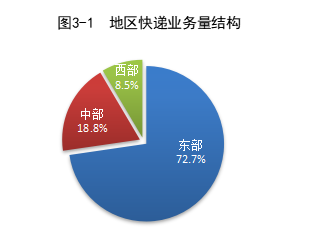 图3-1 地区快递业务量结构
西部
8.5%
中部
18.8%
东部
72.7%